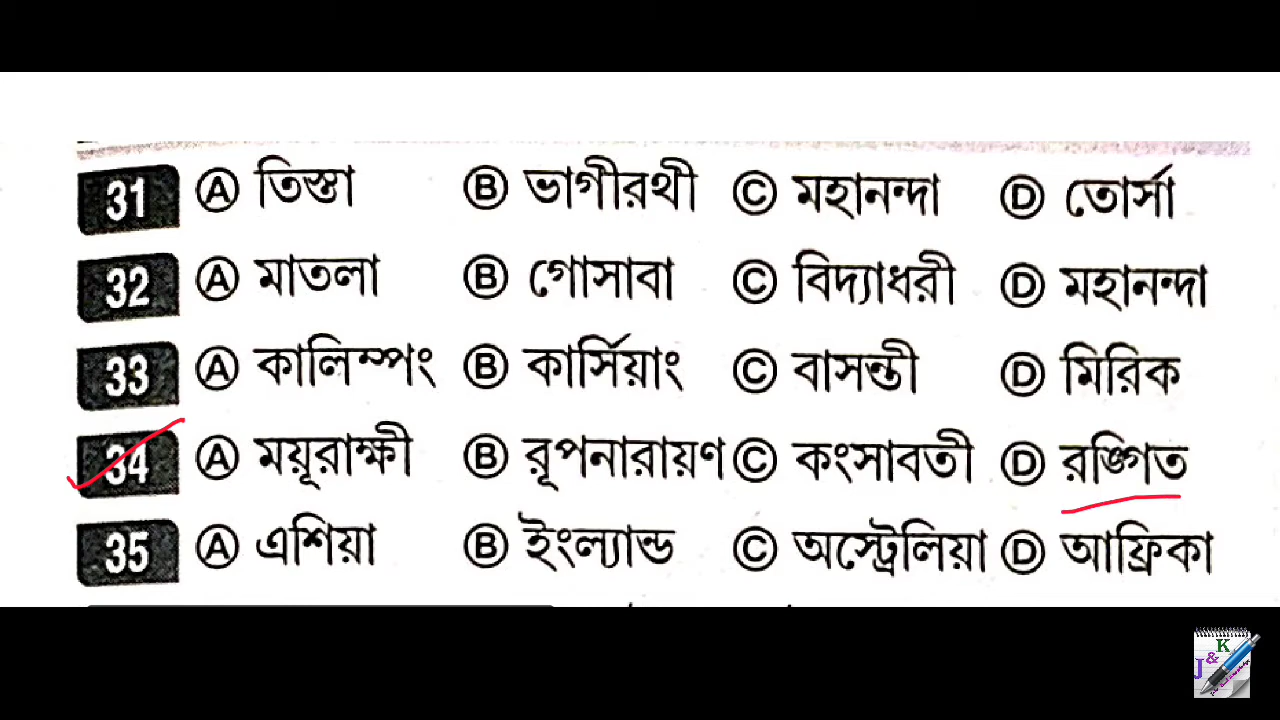 31 Ⓐ তিস্তা Ⓑ ভাগীরথী Ⓒ মহানন্দা Ⓓ তোর্সা
32 Ⓐ মাতলা Ⓑ গোসাবা Ⓒ বিদ্যাধরী Ⓓ মহানন্দা
33 Ⓐ কালিম্পং Ⓑ কার্সিয়াং Ⓒ বাসন্তী Ⓓ মিরিক
34 Ⓐ ময়ূরাক্ষী Ⓑ রূপনারায়ণ Ⓒ কংসাবতী Ⓓ রঙ্গিত
35 Ⓐ এশিয়া Ⓑ ইংল্যান্ড Ⓒ অস্ট্রেলিয়া Ⓓ আফ্রিকা
J&K